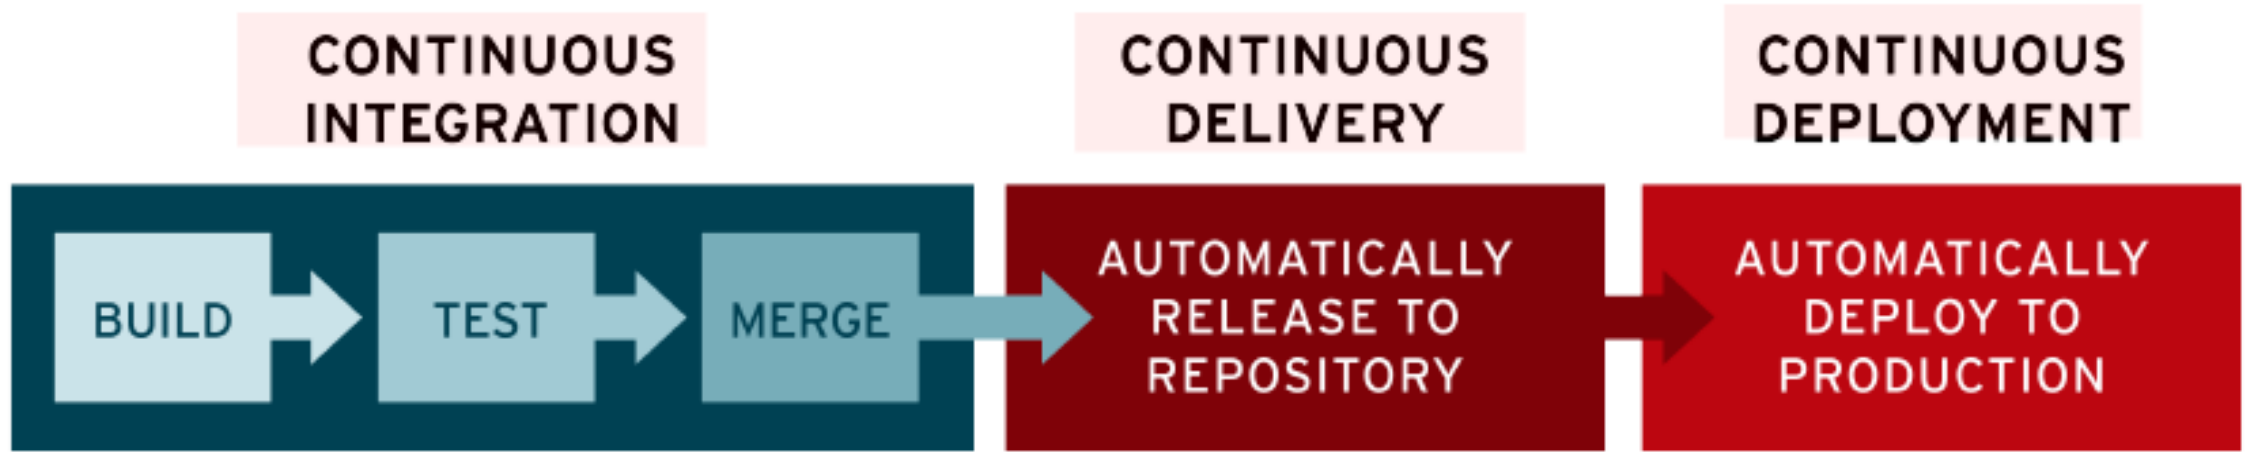 CONTINUOUS
INTEGRATION
CONTINUOUS
DELIVERY
CONTINUOUS
DEPLOYMENT
BUILD
TEST
MERGE
AUTOMATICALLY
RELEASE TO
REPOSITORY
AUTOMATICALLY
DEPLOY TO
PRODUCTION